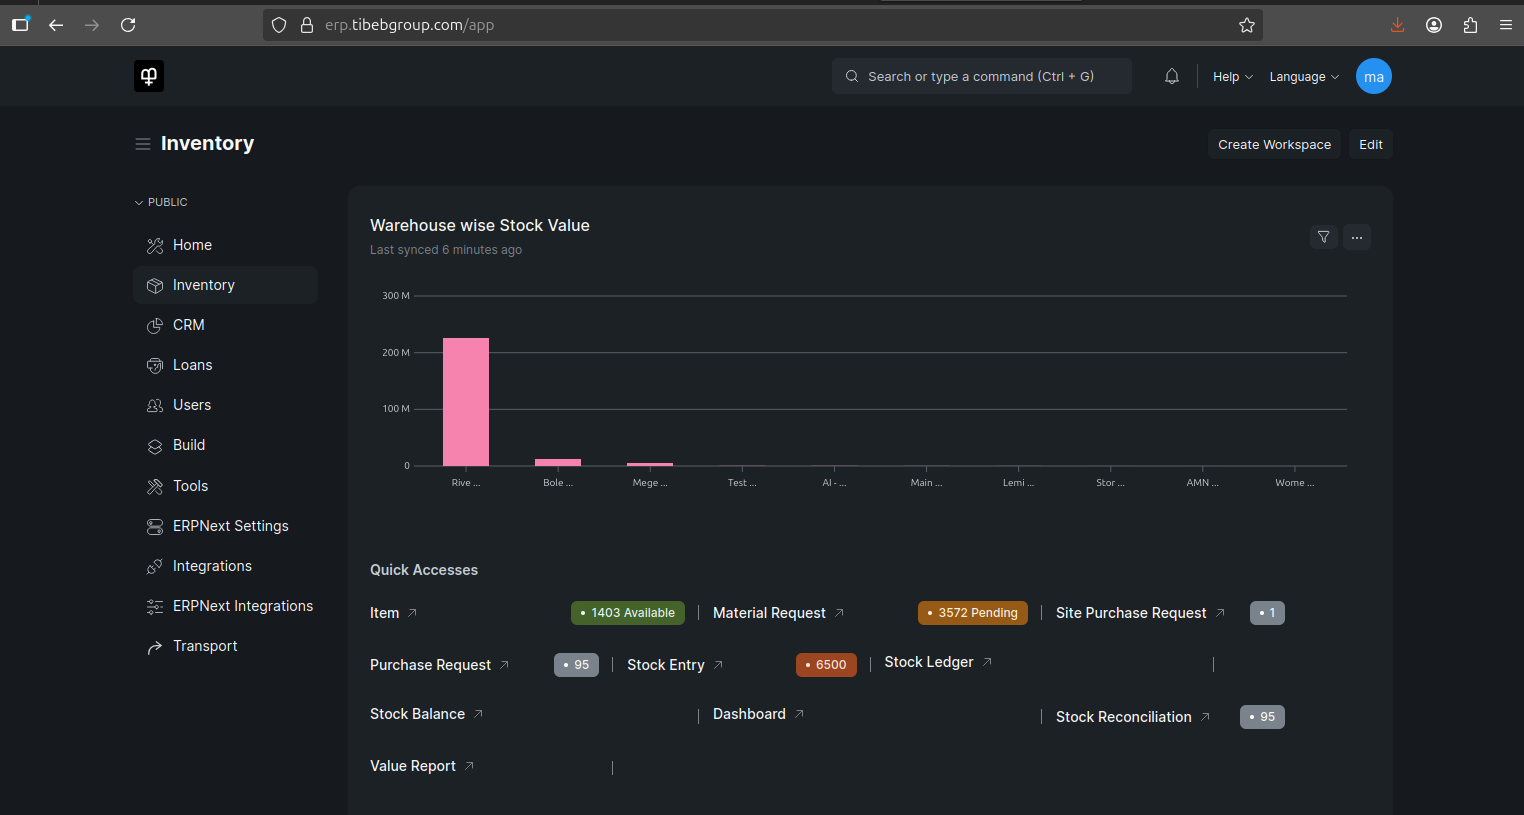 erp.tibebgroup.com/app
Search or type a command (Ctrl + G)
Help
Language
ma
Inventory
Create Workspace
Edit
PUBLIC
Home
Inventory
CRM
Loans
Users
Build
Tools
ERPNext Settings
Integrations
ERPNext Integrations
Transport
Warehouse wise Stock Value
Last synced 6 minutes ago
300 M
200 M
100 M
0
Rive ...
Bole ...
Mege ...
Test ...
AI - ...
Main ...
Lemi ...
Stor ...
AMN ...
Wome ...
Quick Accesses
Item
1403 Available
Material Request
3572 Pending
Site Purchase Request
1
Purchase Request
95
Stock Entry
6500
Stock Ledger
Stock Balance
Dashboard
Stock Reconciliation
95
Value Report